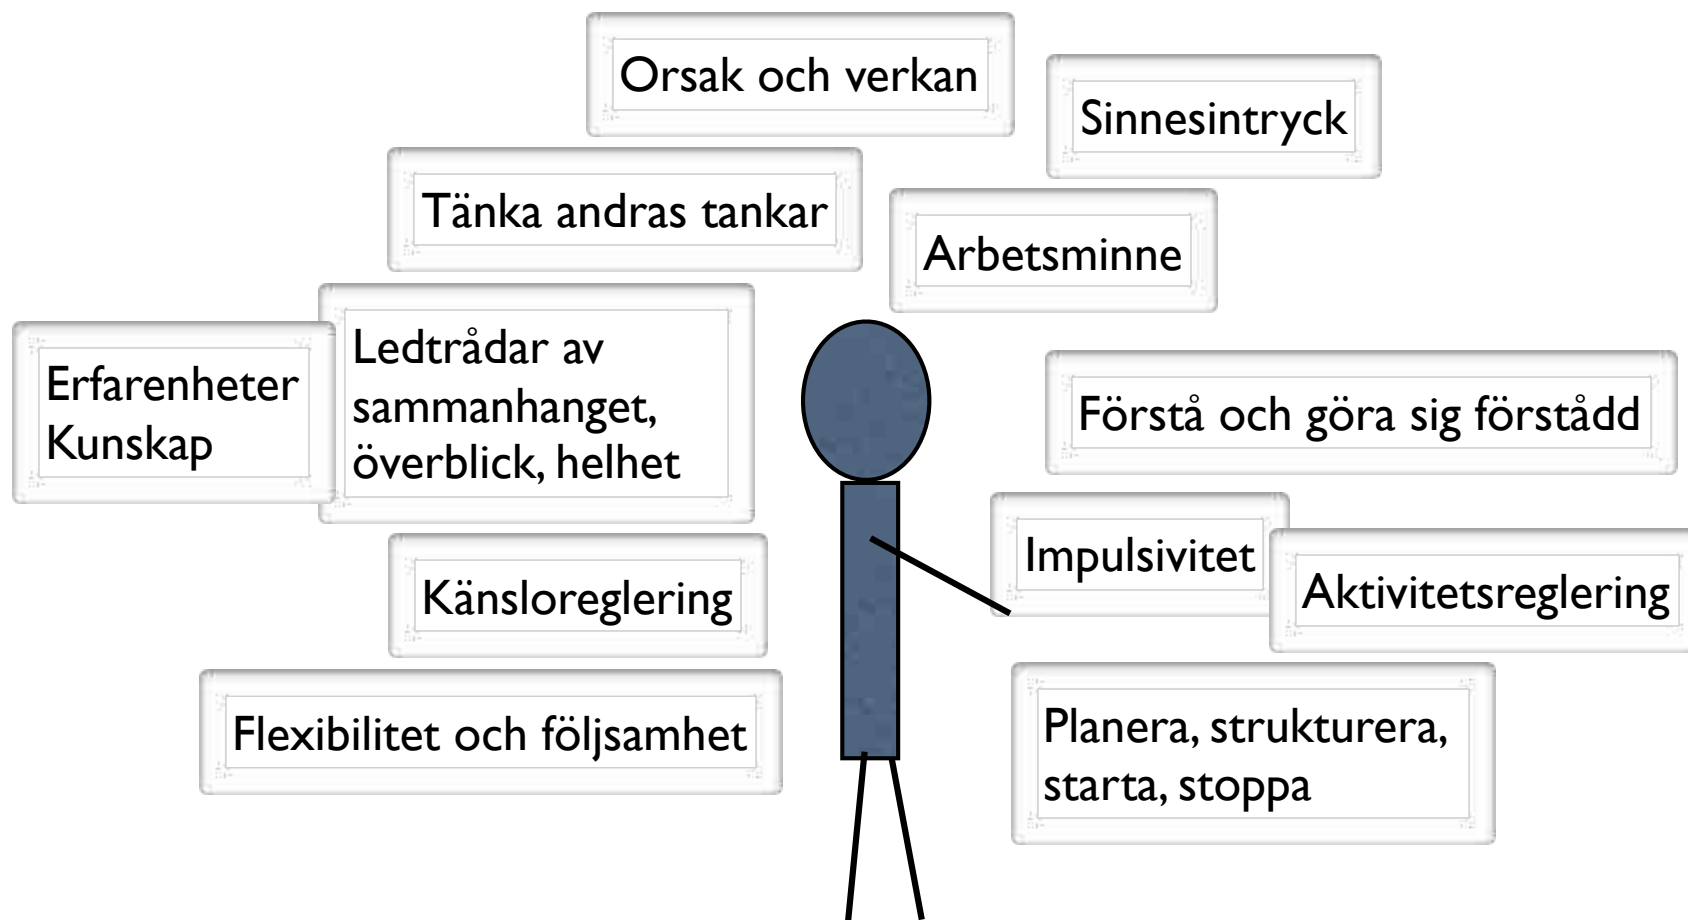 Orsak och verkan
Sinnesintryck
Tänka andras tankar
Arbetsminne
Erfarenheter
Kunskap
Ledtrådar av
sammanhanget,
överblick, helhet
Förstå och göra sig förstådd
Känsloreglering
Impulsivitet
Aktivitetsreglering
Flexibilitet och följsamhet
Planera, strukturera,
starta, stoppa